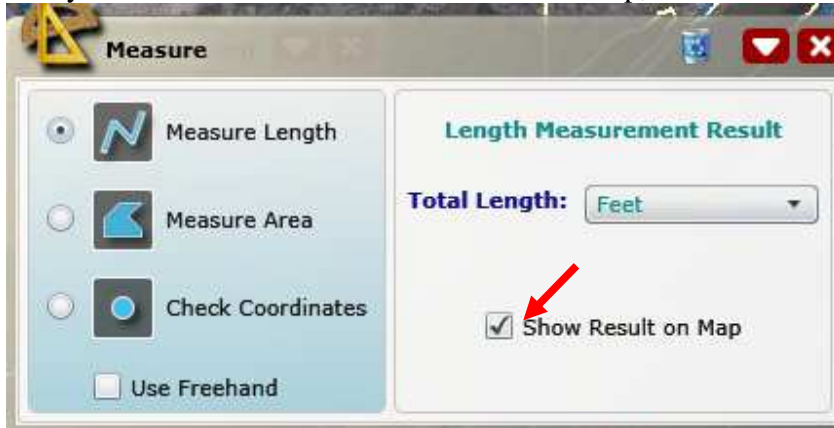 Measure
Measure Length
Measure Area
Check Coordinates
Use Freehand
Length Measurement Result
Total Length: Feet
Show Result on Map